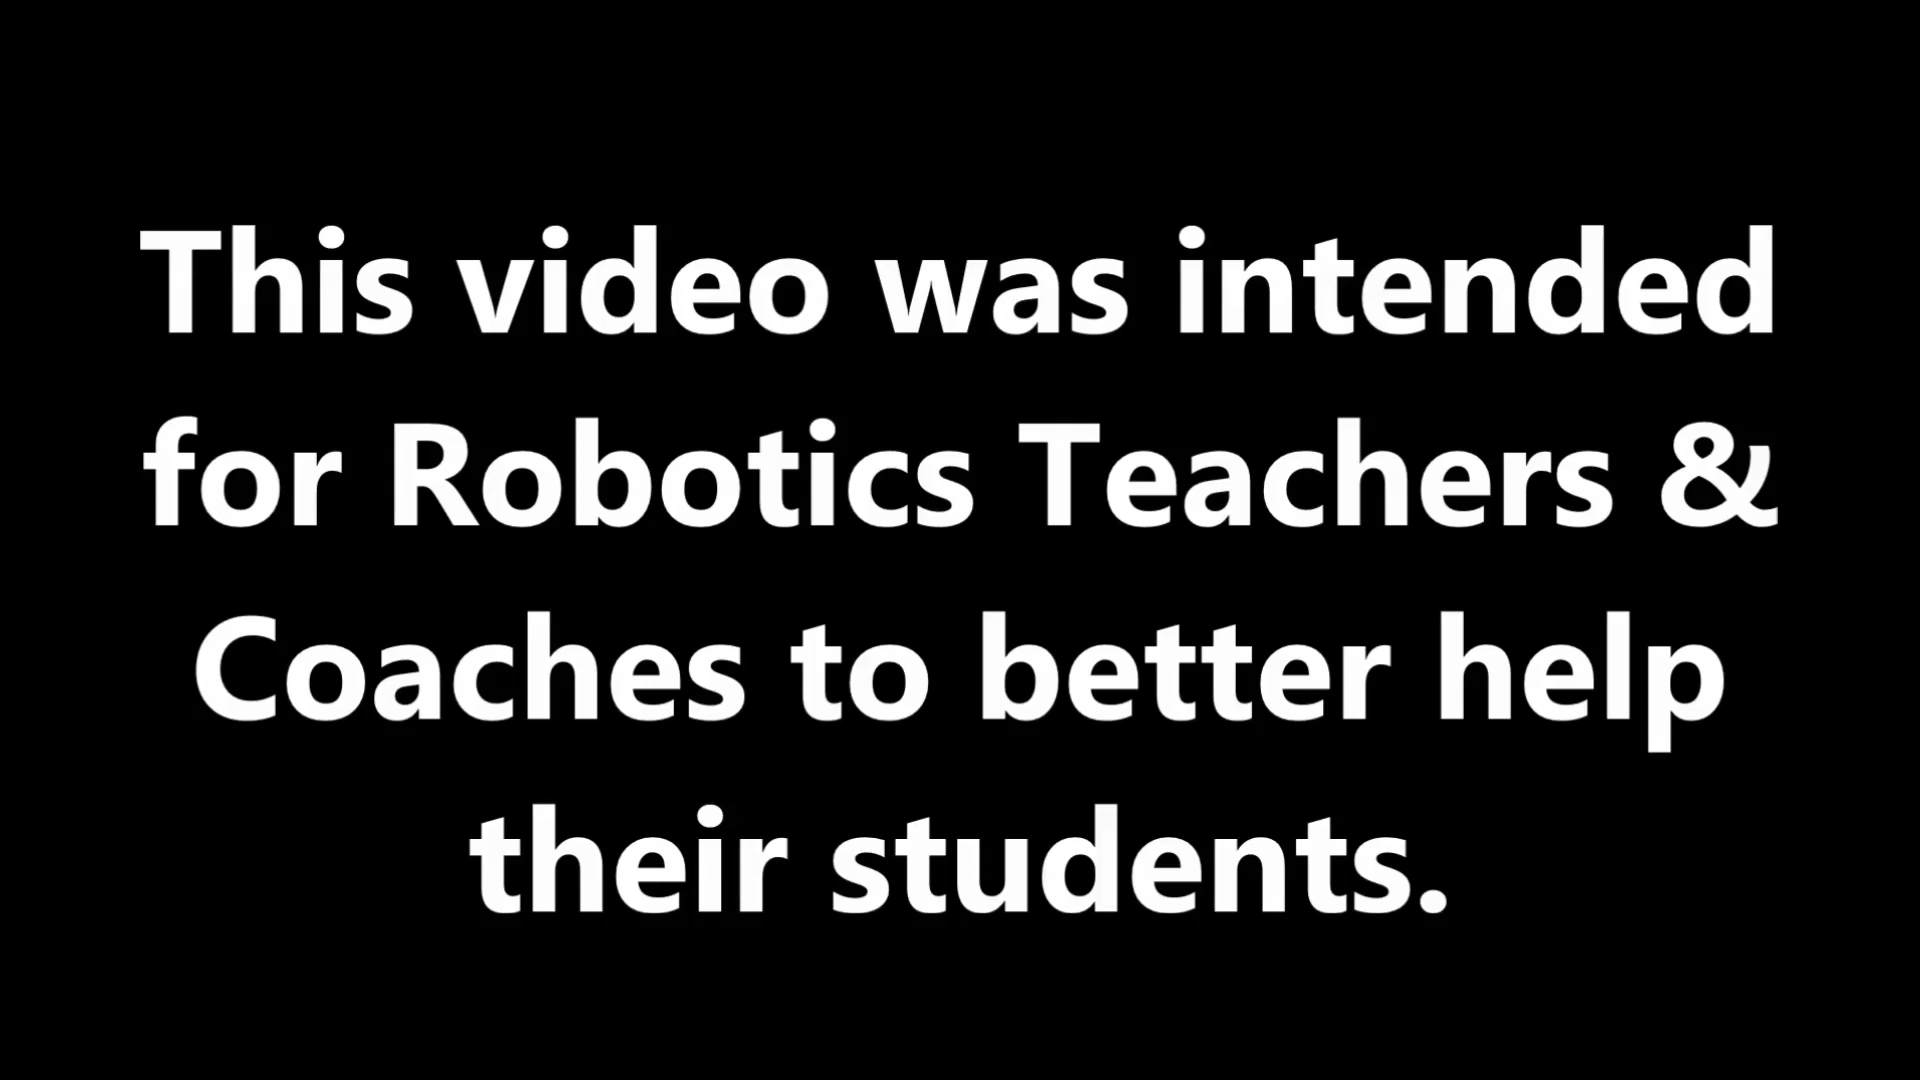 This video was intended
for Robotics Teachers &
Coaches to better help
their students.